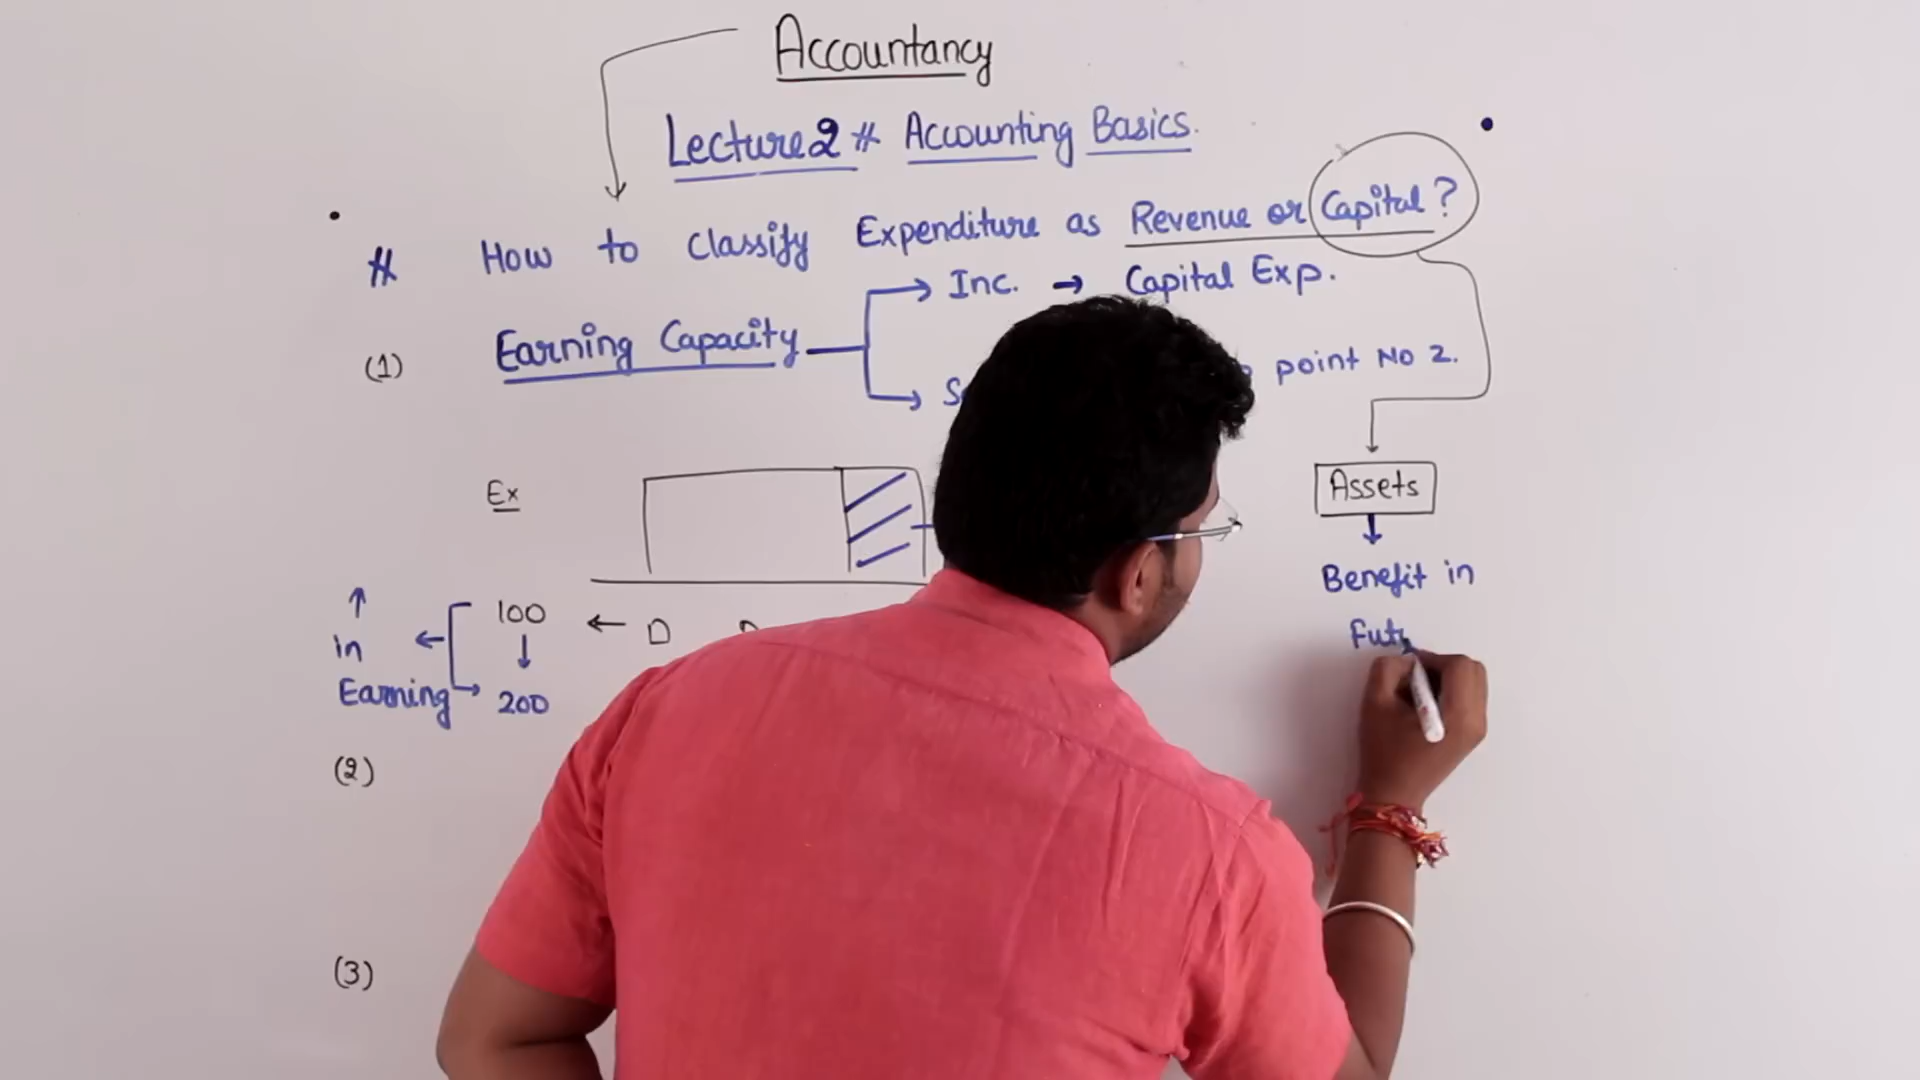 Accountancy
Lecture 2 # Accounting Basics.
# How to Classify Expenditure as Revenue or Capital?
Inc. → Capital Exp.
(1) Earning Capacity
point No 2.
Ex
Assets
Benefit in
100 ← D
↑
in ←
Earning → 200
(2)
(3)